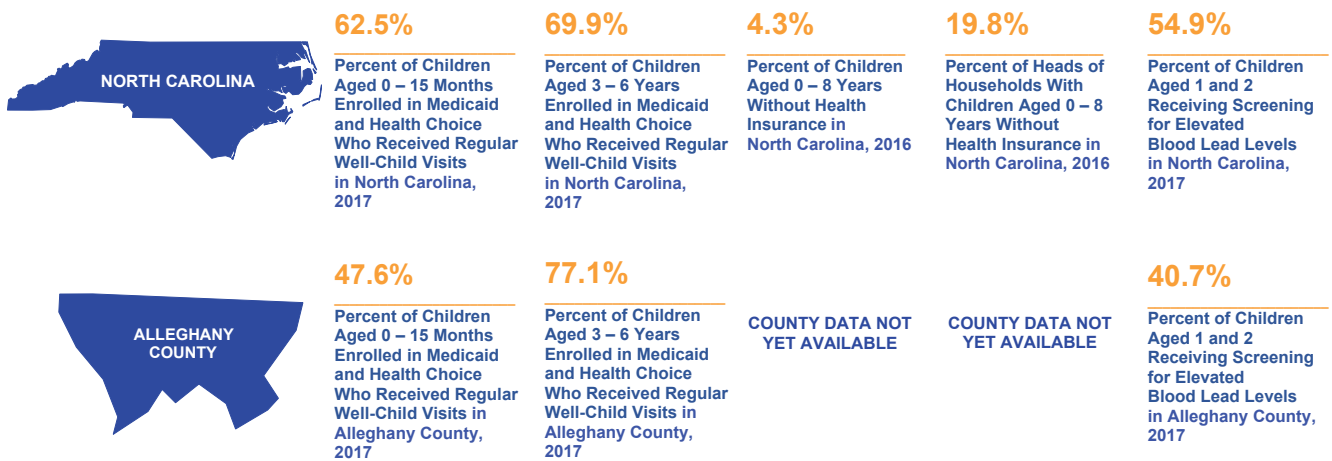 NORTH CAROLINA
62.5%
Percent of Children
Aged 0 – 15 Months
Enrolled in Medicaid
and Health Choice
Who Received Regular
Well-Child Visits
in North Carolina,
2017
69.9%
Percent of Children
Aged 3 – 6 Years
Enrolled in Medicaid
and Health Choice
Who Received Regular
Well-Child Visits
in North Carolina,
2017
4.3%
Percent of Children
Aged 0 – 8 Years
Without Health
Insurance in
North Carolina, 2016
19.8%
Percent of Heads of
Households With
Children Aged 0 – 8
Years Without
Health Insurance in
North Carolina, 2016
54.9%
Percent of Children
Aged 1 and 2
Receiving Screening
for Elevated
Blood Lead Levels
in North Carolina,
2017
ALLEGHANY
COUNTY
47.6%
Percent of Children
Aged 0 – 15 Months
Enrolled in Medicaid
and Health Choice
Who Received Regular
Well-Child Visits in
Alleghany County,
2017
77.1%
Percent of Children
Aged 3 – 6 Years
Enrolled in Medicaid
and Health Choice
Who Received Regular
Well-Child Visits in
Alleghany County,
2017
COUNTY DATA NOT
YET AVAILABLE
COUNTY DATA NOT
YET AVAILABLE
40.7%
Percent of Children
Aged 1 and 2
Receiving Screening
for Elevated
Blood Lead Levels
in Alleghany County,
2017